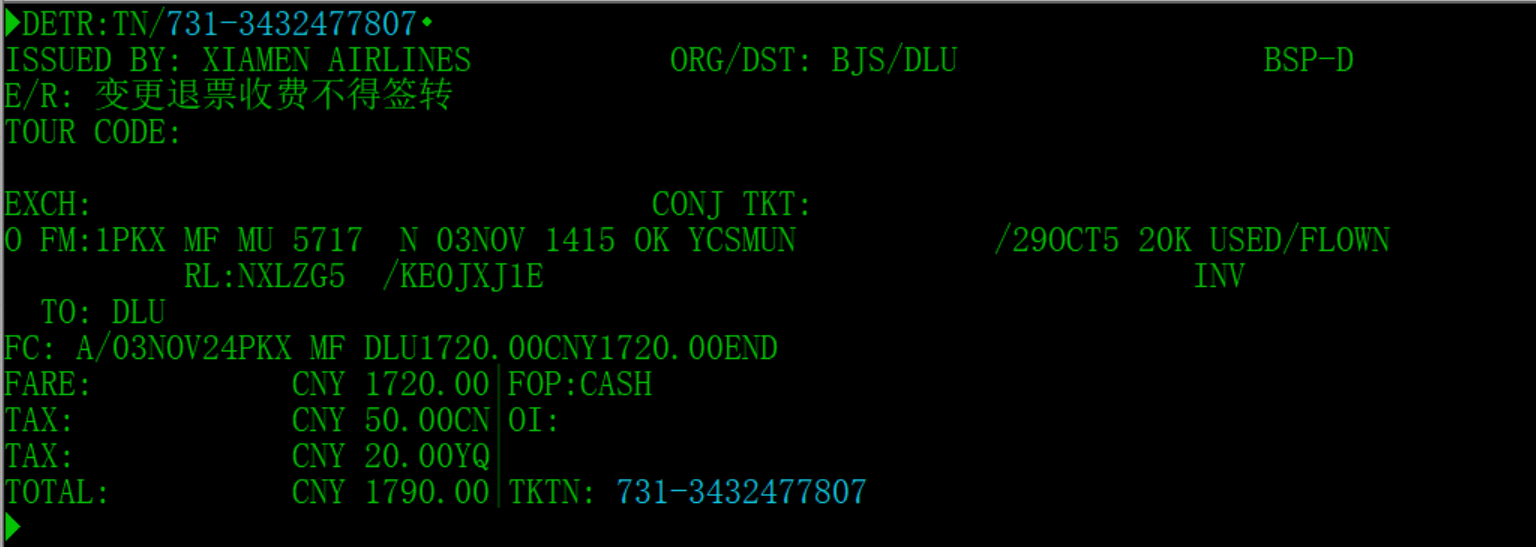 ▶DETR:TN/731-3432477807•
ISSUED BY: XIAMEN AIRLINES ORG/DST: BJS/DLU BSP-D
E/R: 变更退票收费不得签转
TOUR CODE:
EXCH: CONJ TKT:
O FM:1PKX MF MU 5717 N 03NOV 1415 OK YCSMUN /29OCT5 20K USED/FLOWN
RL:NXLZG5 /KE0JXJ1E INV
TO: DLU
FC: A/03NOV24PKX MF DLU1720.00CNY1720.00END
FARE: CNY 1720.00 FOP:CASH
TAX: CNY 50.00CN OI:
TAX: CNY 20.00YQ
TOTAL: CNY 1790.00 TKTN: 731-3432477807
▶